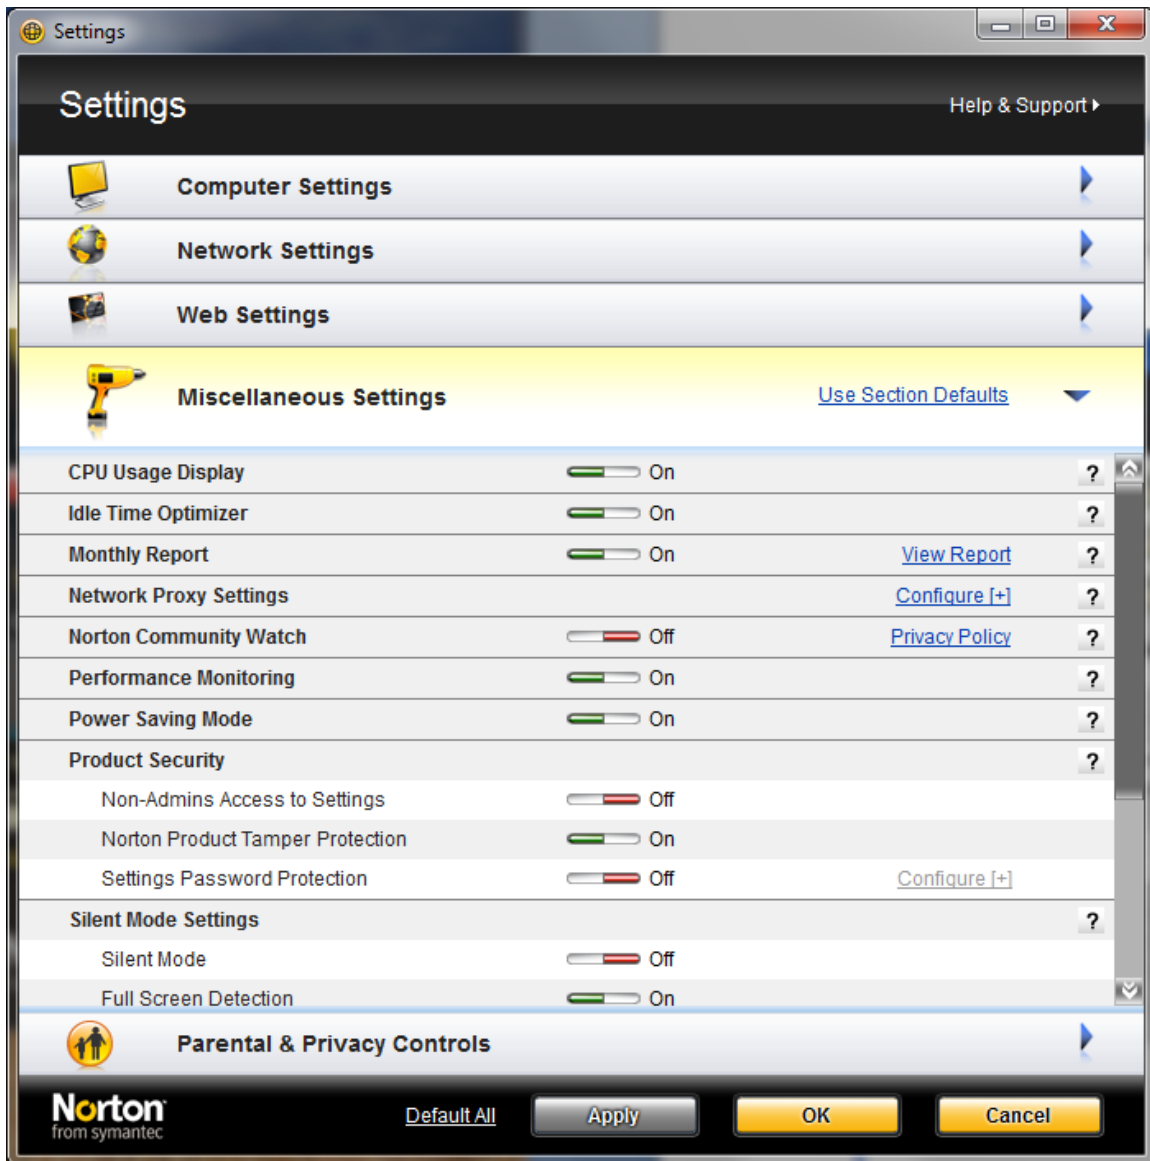 Settings
Settings
Help & Support
Computer Settings
Network Settings
Web Settings
Miscellaneous Settings Use Section Defaults
CPU Usage Display On ?
Idle Time Optimizer On ?
Monthly Report On View Report ?
Network Proxy Settings Configure [+] ?
Norton Community Watch Off Privacy Policy ?
Performance Monitoring On ?
Power Saving Mode On ?
Product Security ?
Non-Admins Access to Settings Off
Norton Product Tamper Protection On
Settings Password Protection Off Configure [+]
Silent Mode Settings ?
Silent Mode Off
Full Screen Detection On
Parental & Privacy Controls
Norton
from symantec
Default All Apply OK Cancel